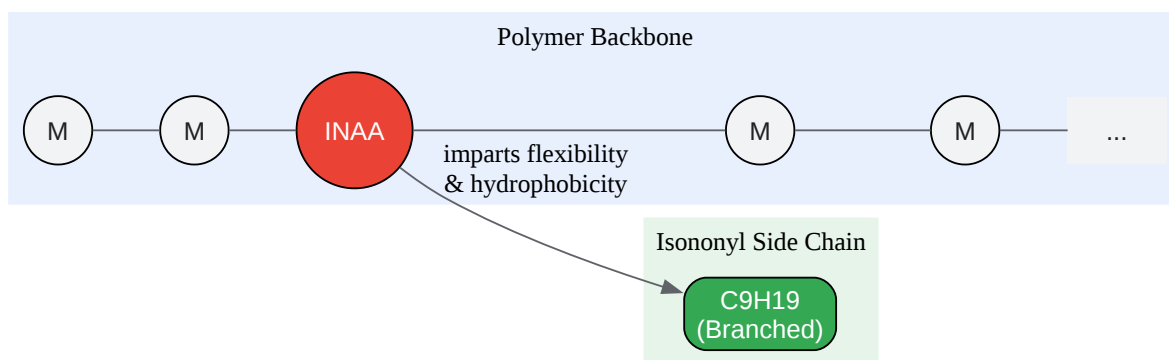 Polymer Backbone
M
M
INAA
M
M
...
imparts flexibility
& hydrophobicity
Isononyl Side Chain
C9H19
(Branched)